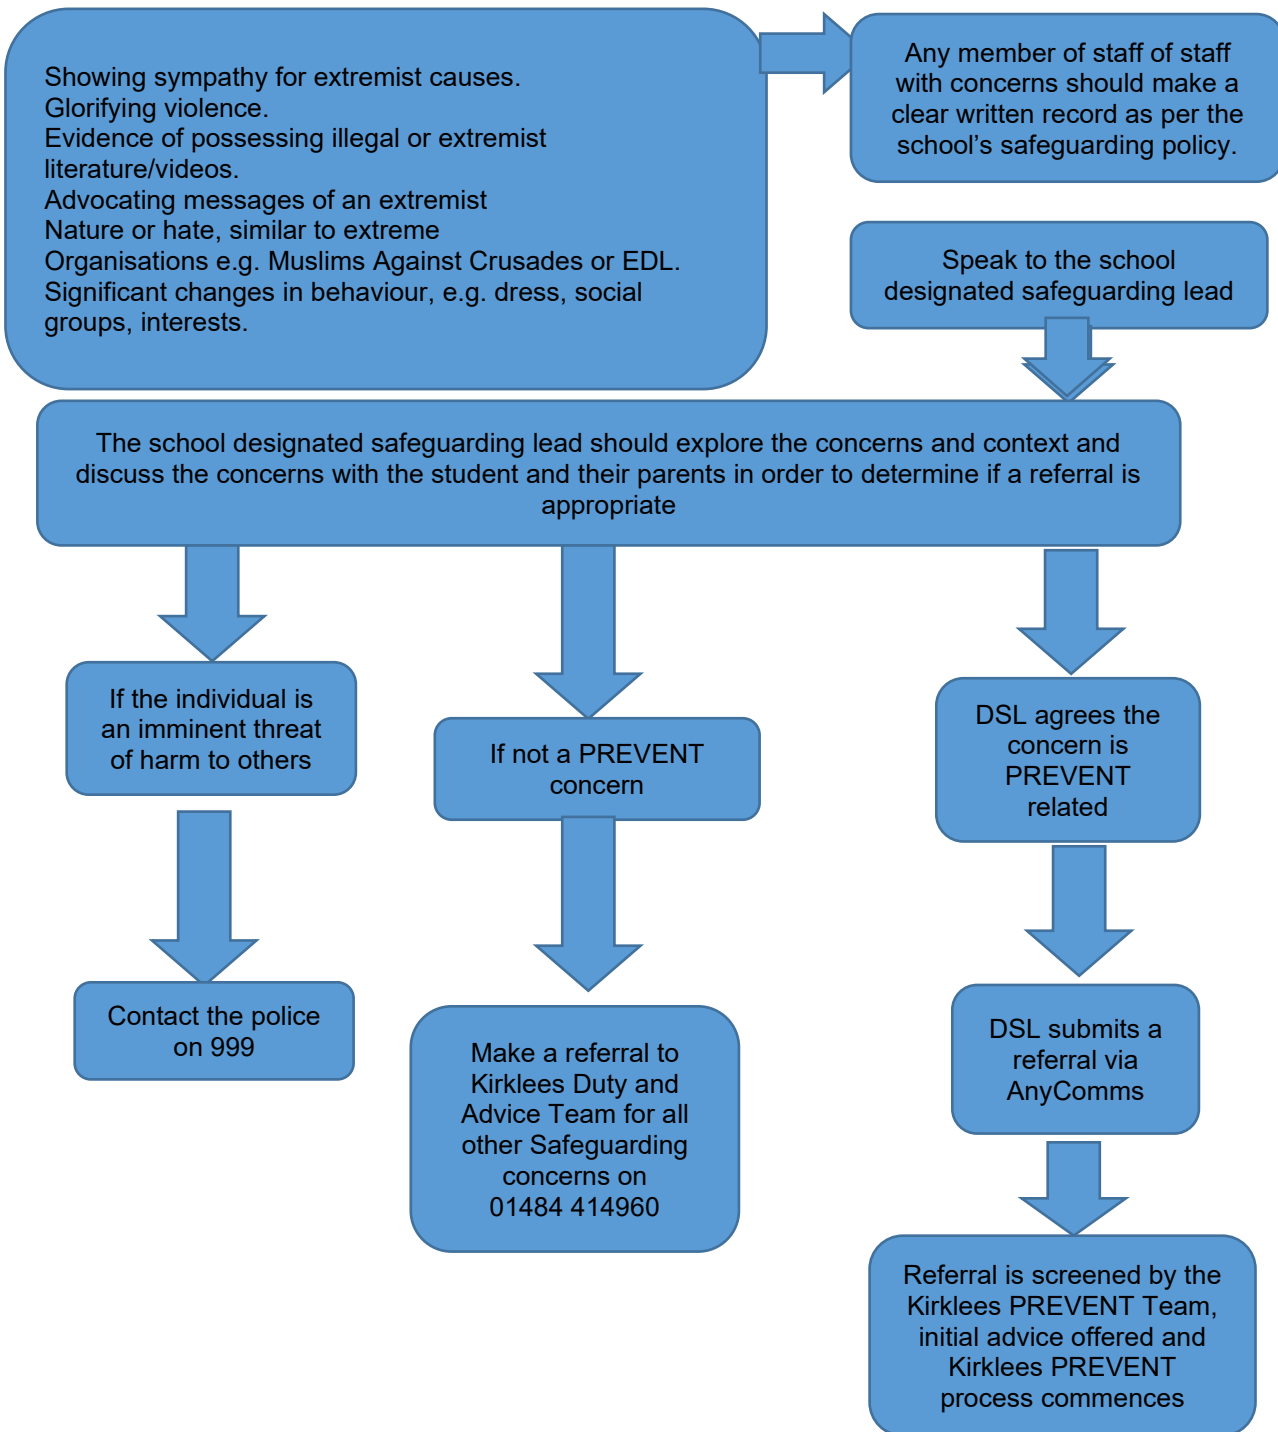 Showing sympathy for extremist causes.
Glorifying violence.
Evidence of possessing illegal or extremist
literature/videos.
Advocating messages of an extremist
Nature or hate, similar to extreme
Organisations e.g. Muslims Against Crusades or EDL.
Significant changes in behaviour, e.g. dress, social
groups, interests.
Any member of staff of staff
with concerns should make a
clear written record as per the
school’s safeguarding policy.
Speak to the school
designated safeguarding lead
The school designated safeguarding lead should explore the concerns and context and
discuss the concerns with the student and their parents in order to determine if a referral is
appropriate
If the individual is
an imminent threat
of harm to others
Contact the police
on 999
If not a PREVENT
concern
Make a referral to
Kirklees Duty and
Advice Team for all
other Safeguarding
concerns on
01484 414960
DSL agrees the
concern is
PREVENT
related
DSL submits a
referral via
AnyComms
Referral is screened by the
Kirklees PREVENT Team,
initial advice offered and
Kirklees PREVENT
process commences